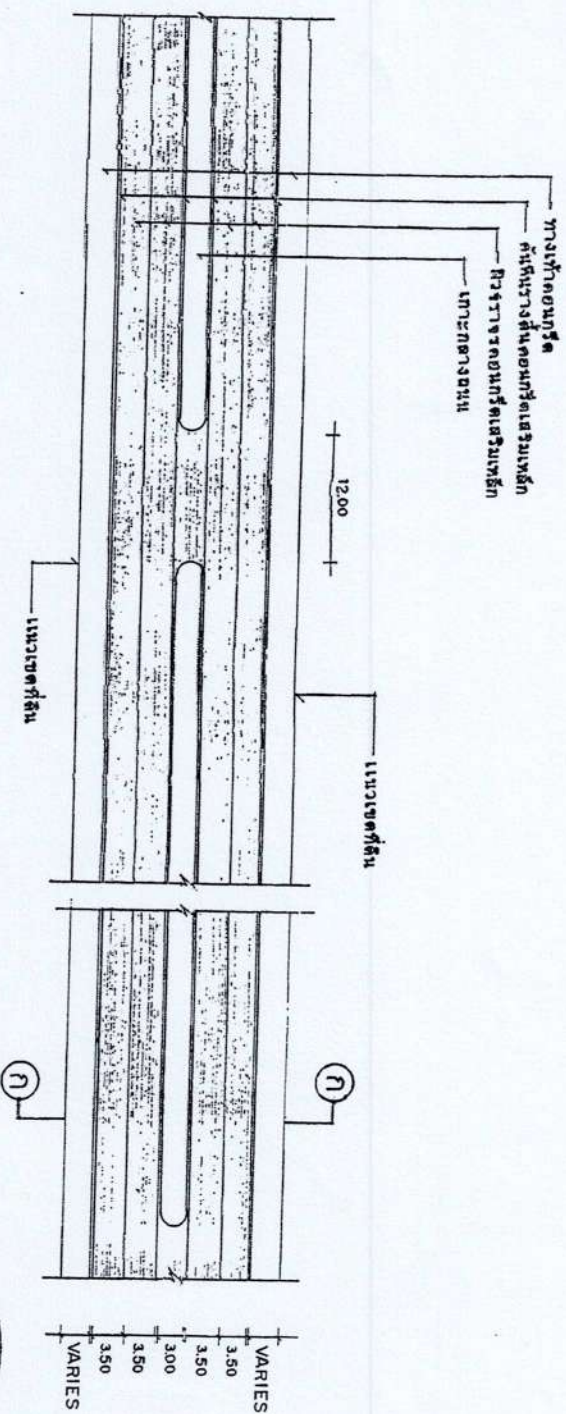 ทางเท้าคอนกรีต
คันหินรางตื้นคอนกรีตเสริมเหล็ก
ผิวจราจรคอนกรีตเสริมเหล็ก
เกาะกลางถนน
12.00
แนวเขตที่ดิน
แนวเขตที่ดิน
ก
ก
VARIES
3.50
3.50
3.00
3.50
3.50
VARIES